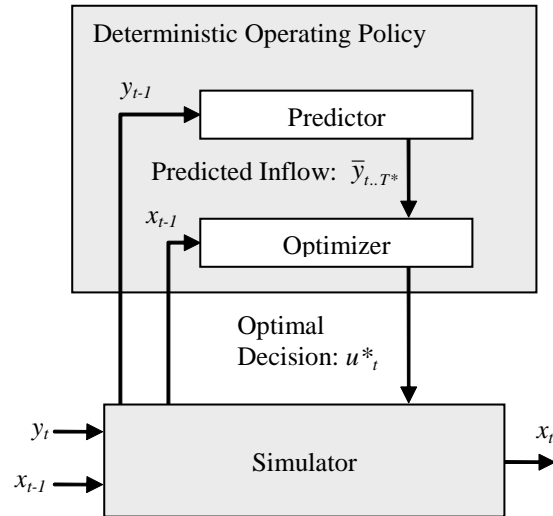 Deterministic Operating Policy
y_{t-1}
Predictor
Predicted Inflow: ȳ_{t..T*}
x_{t-1}
Optimizer
Optimal
Decision: u*_t
y_t
x_t
Simulator
x_{t-1}